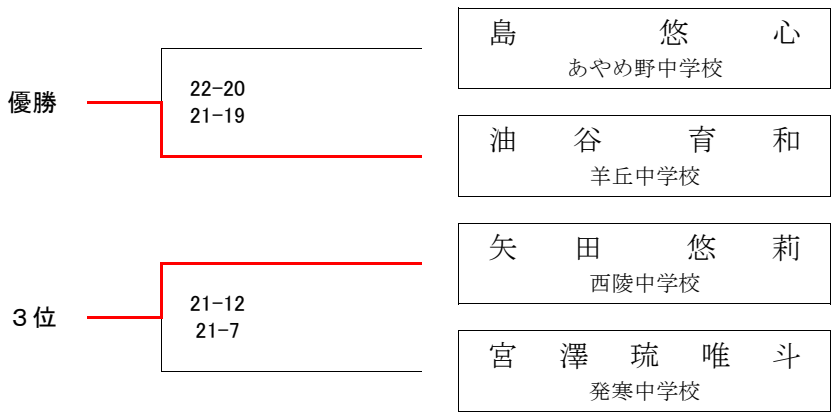 島 悠 心
あやめ野中学校
22-20
優勝
21-19
油 谷 育 和
羊丘中学校
矢 田 悠 莉
西陵中学校
21-12
3位
21-7
宮 澤 琉 唯 斗
発寒中学校